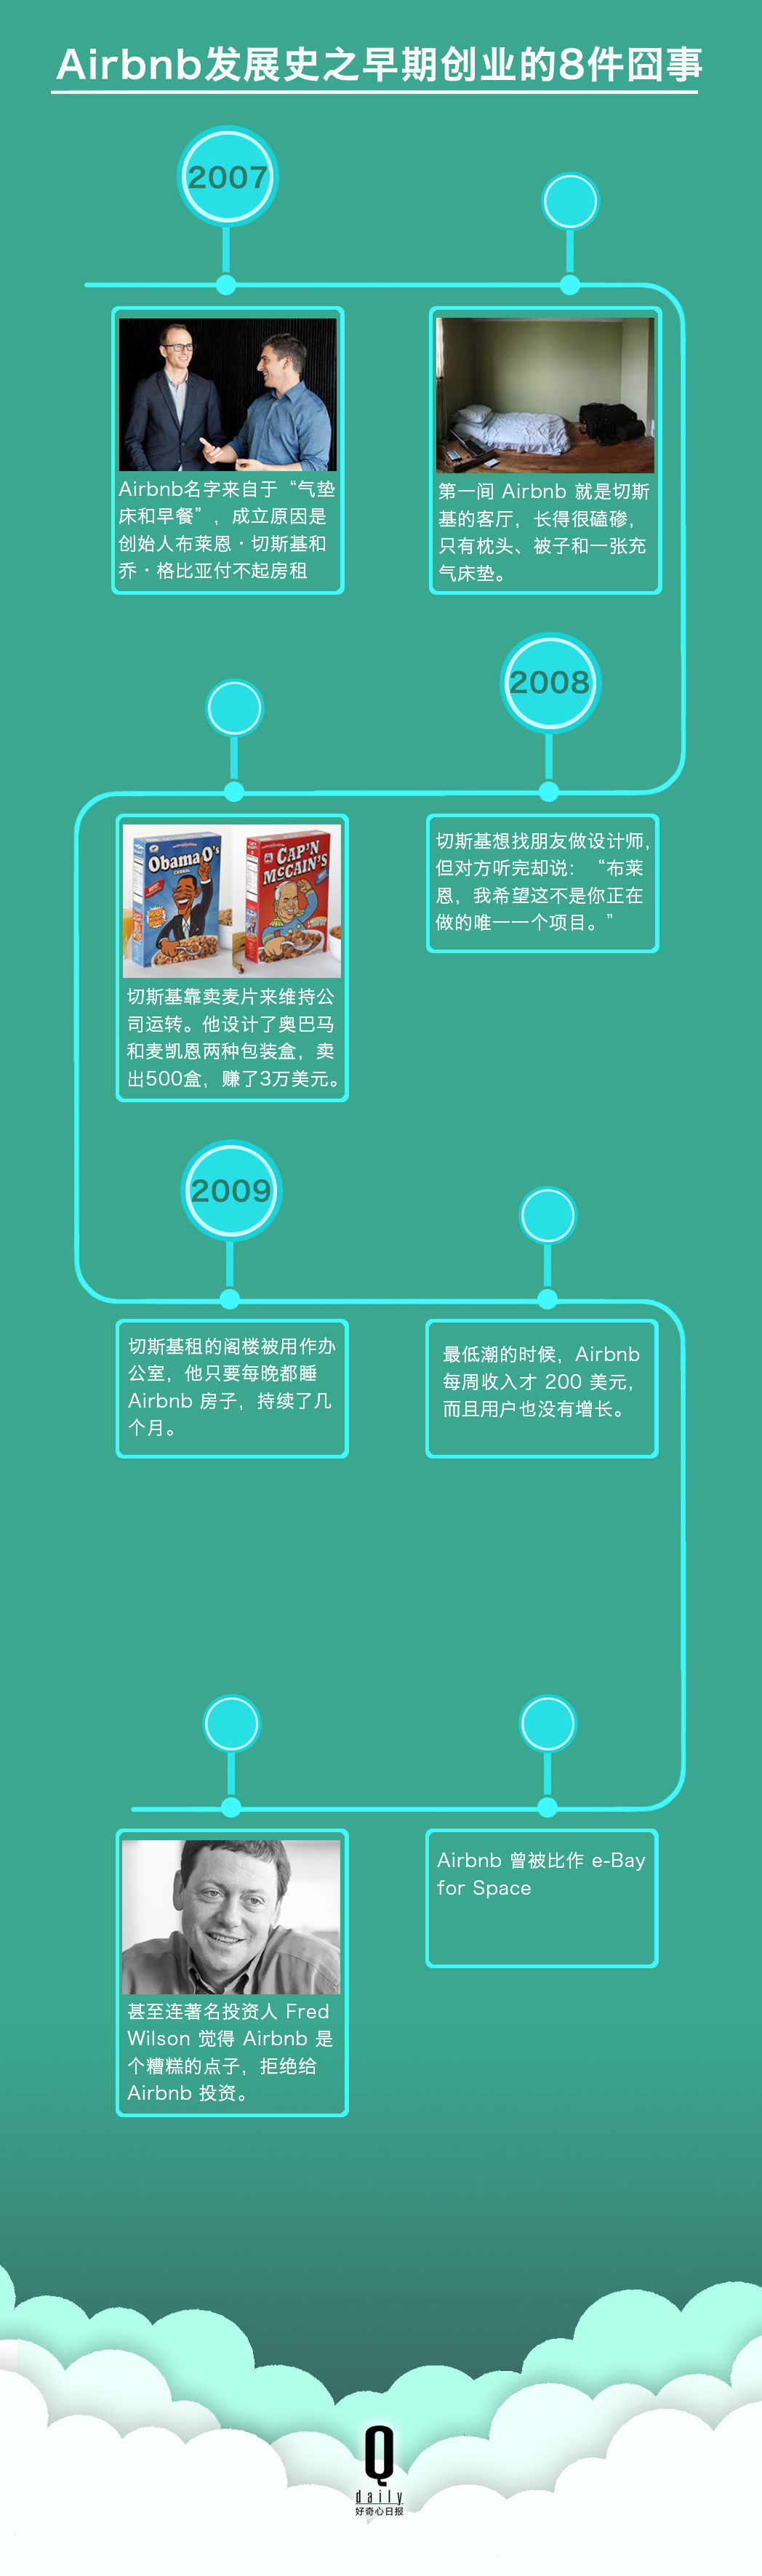 Airbnb发展史之早期创业的8件囧事
2007
Airbnb名字来自于“气垫
床和早餐”，成立原因是
创始人布莱恩·切斯基和
乔·格比亚付不起房租
第一间 Airbnb 就是切斯
基的客厅，长得很磕碜，
只有枕头、被子和一张充
气床垫。
2008
切斯基想找朋友做设计师,
但对方听完却说：“布莱
恩，我希望这不是你正在
做的唯一一个项目。”
Obama O's
CEREAL
CAP'N
McCAIN'S
切斯基靠卖麦片来维持公
司运转。他设计了奥巴马
和麦凯恩两种包装盒，卖
出500盒，赚了3万美元。
2009
切斯基租的阁楼被用作办
公室，他只要每晚都睡
Airbnb 房子，持续了几
个月。
最低潮的时候，Airbnb
每周收入才 200 美元，
而且用户也没有增长。
Airbnb 曾被比作 e-Bay
for Space
甚至连著名投资人 Fred
Wilson 觉得 Airbnb 是
个糟糕的点子，拒绝给
Airbnb 投资。
Q
daily
好奇心日报